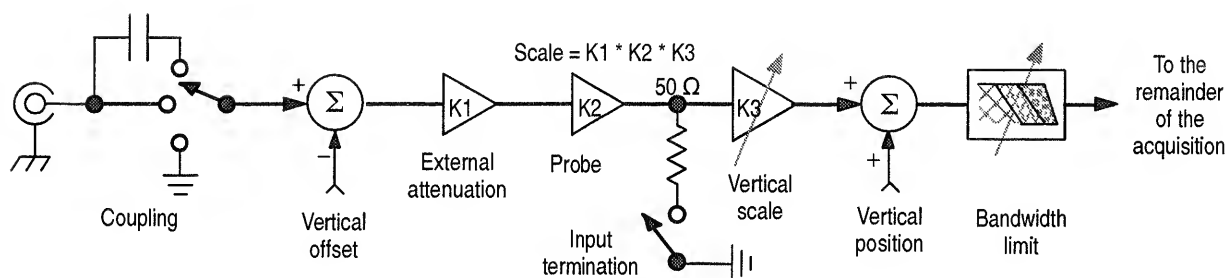 Scale = K1 * K2 * K3
50 Ω
+
Σ
−
K1
K2
K3
+
Σ
+
To the
remainder
of the
acquisition
Coupling
Vertical
offset
External
attenuation
Probe
Input
termination
Vertical
scale
Vertical
position
Bandwidth
limit